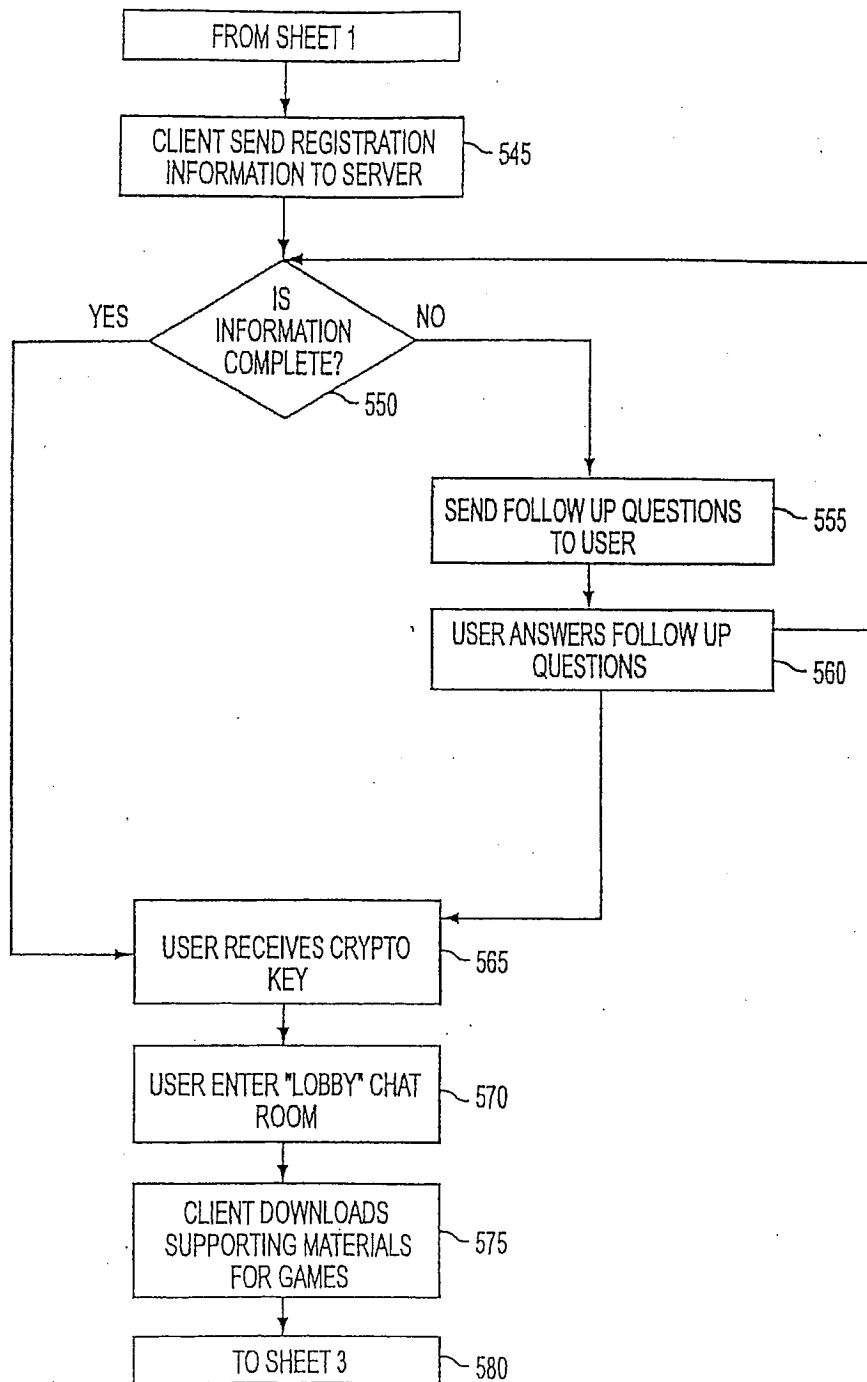 FROM SHEET 1
CLIENT SEND REGISTRATION
INFORMATION TO SERVER
545
IS
INFORMATION
COMPLETE?
YES
NO
550
SEND FOLLOW UP QUESTIONS
TO USER
555
USER ANSWERS FOLLOW UP
QUESTIONS
560
USER RECEIVES CRYPTO
KEY
565
USER ENTER "LOBBY" CHAT
ROOM
570
CLIENT DOWNLOADS
SUPPORTING MATERIALS
FOR GAMES
575
TO SHEET 3
580